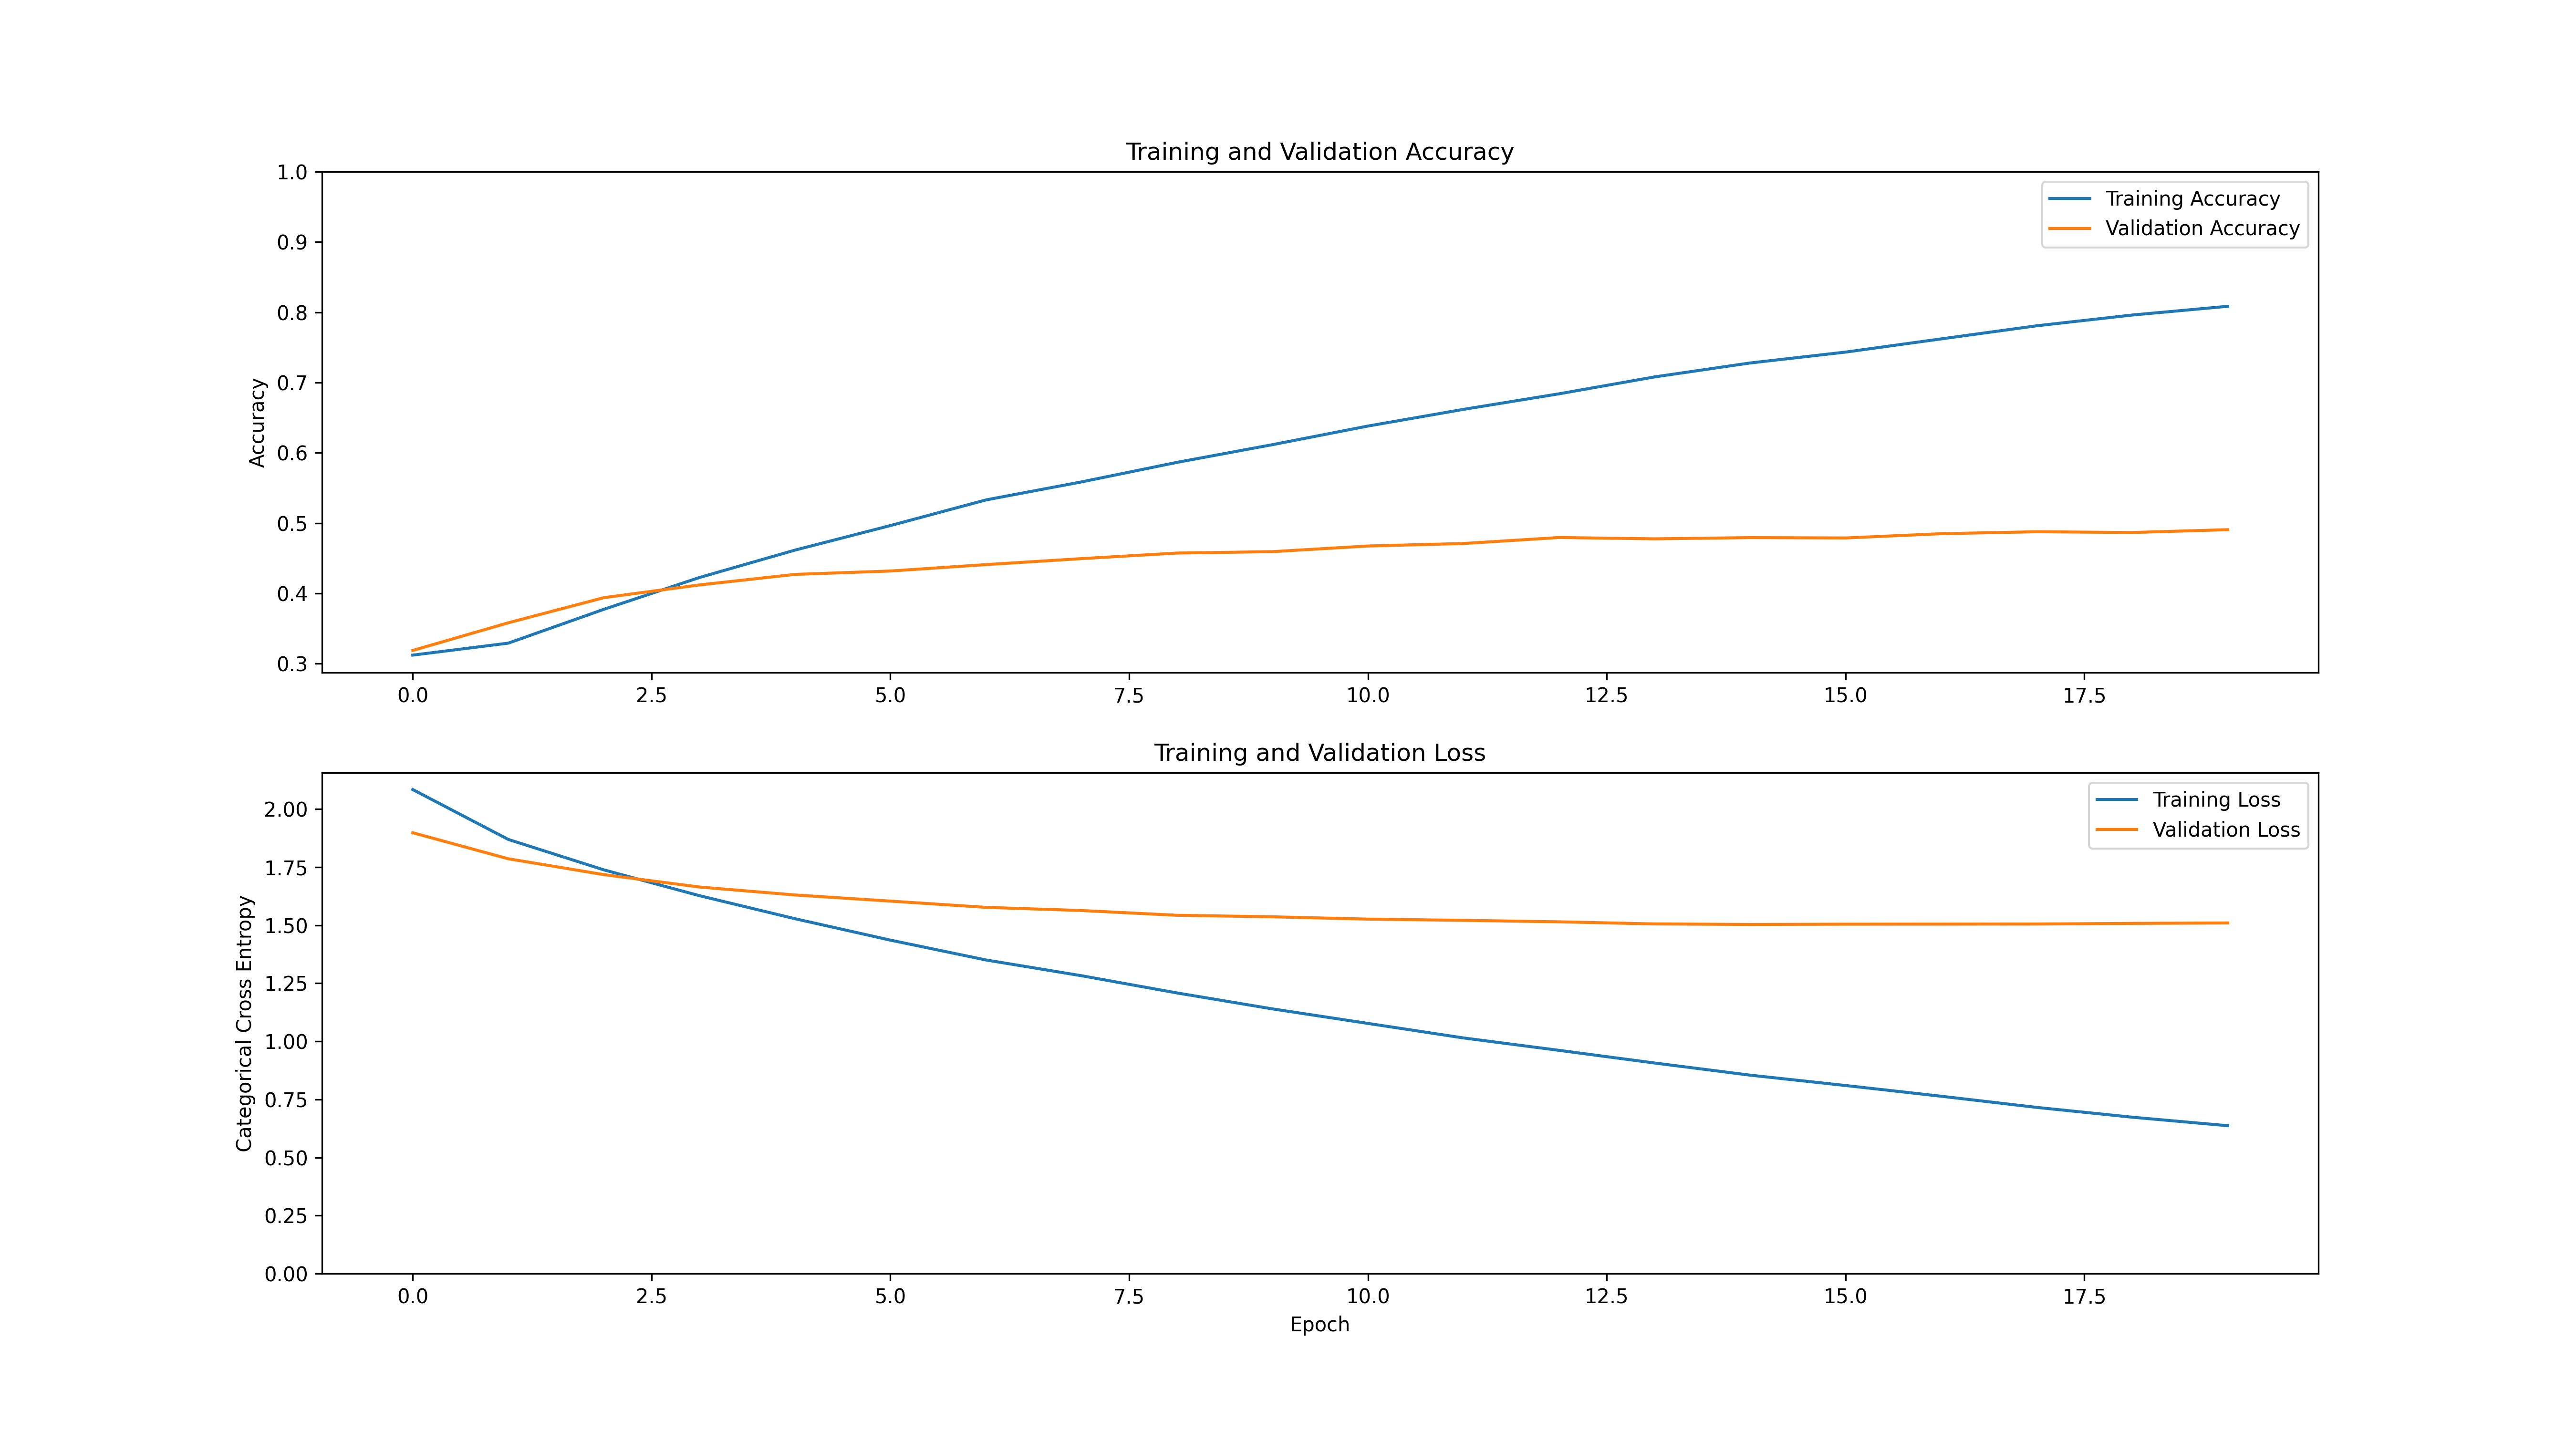 Training and Validation Accuracy
1.0
0.9
0.8
0.7
0.6
0.5
0.4
0.3
Accuracy
Training Accuracy
Validation Accuracy
0.0 2.5 5.0 7.5 10.0 12.5 15.0 17.5
Training and Validation Loss
2.00
1.75
1.50
1.25
1.00
0.75
0.50
0.25
0.00
Categorical Cross Entropy
Training Loss
Validation Loss
0.0 2.5 5.0 7.5 10.0 12.5 15.0 17.5
Epoch